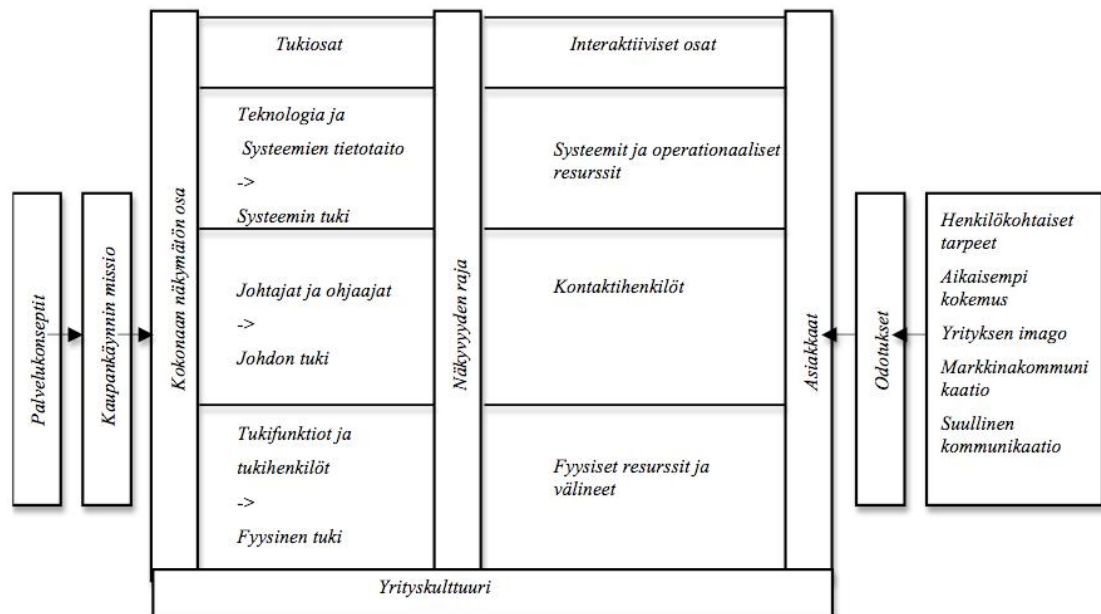 Palvelukonseptit
Kaupankäynnin missio
Kokonaan näkymätön osa
Tukiosat
Teknologia ja
Systeemien tietotaito
->
Systeemin tuki
Johtajat ja ohjaajat
->
Johdon tuki
Tukifunktiot ja
tukihenkilöt
->
Fyysinen tuki
Näkyvyyden raja
Interaktiiviset osat
Systeemit ja operationaaliset
resurssit
Kontaktihenkilöt
Fyysiset resurssit ja
välineet
Asiakkaat
Odotukset
Henkilökohtaiset
tarpeet
Aikaisempi
kokemus
Yrityksen imago
Markkinakommuni
kaatio
Suullinen
kommunikaatio
Yrityskulttuuri